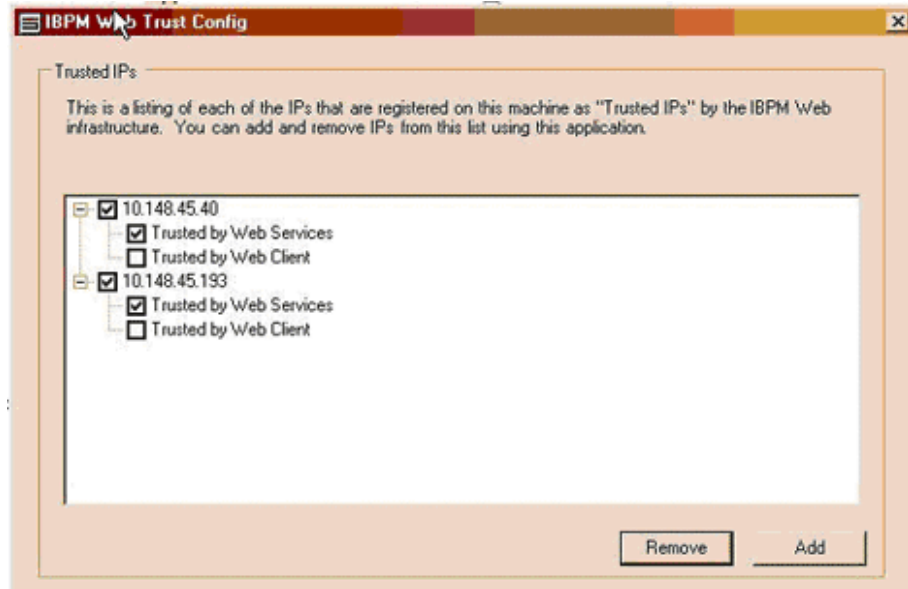 IBPM Web Trust Config
Trusted IPs
This is a listing of each of the IPs that are registered on this machine as "Trusted IPs" by the IBPM Web
infrastructure. You can add and remove IPs from this list using this application.
10.148.45.40
Trusted by Web Services
Trusted by Web Client
10.148.45.193
Trusted by Web Services
Trusted by Web Client
Remove Add